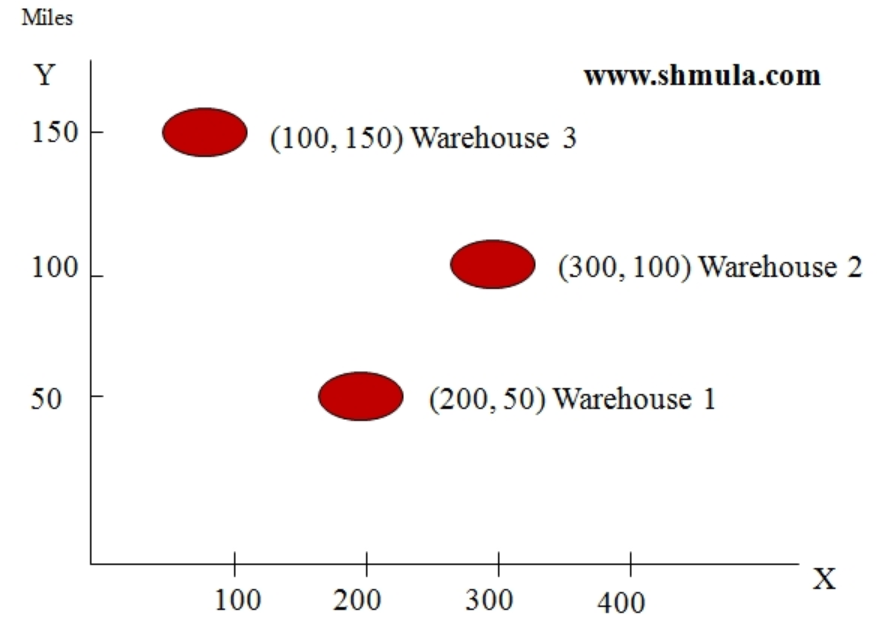 Miles
Y
www.shmula.com
150
(100, 150) Warehouse 3
100
(300, 100) Warehouse 2
50
(200, 50) Warehouse 1
100 200 300 400
X